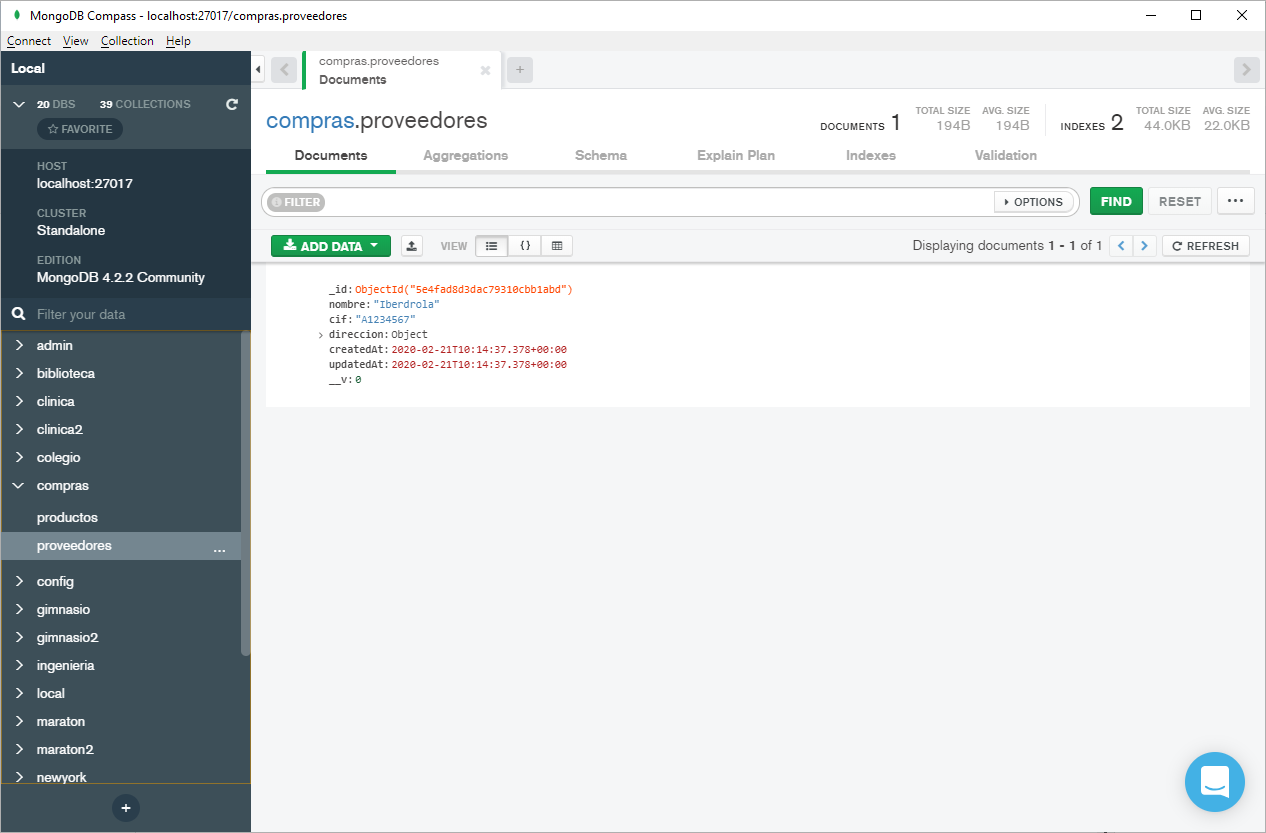 MongoDB Compass - localhost:27017/compras.proveedores
Connect View Collection Help
Local
20 DBS 39 COLLECTIONS
FAVORITE
HOST
localhost:27017
CLUSTER
Standalone
EDITION
MongoDB 4.2.2 Community
Filter your data
admin
biblioteca
clinica
clinica2
colegio
compras
productos
proveedores ...
config
gimnasio
gimnasio2
ingenieria
local
maraton
maraton2
newyork
+
compras.proveedores
Documents
+
compras.proveedores
DOCUMENTS 1
TOTAL SIZE
194B
AVG. SIZE
194B
INDEXES 2
TOTAL SIZE
44.0KB
AVG. SIZE
22.0KB
Documents Aggregations Schema Explain Plan Indexes Validation
FILTER OPTIONS FIND RESET ...
ADD DATA VIEW {} Displaying documents 1 - 1 of 1 < > REFRESH
_id: ObjectId("5e4fad8d3dac79310cbb1abd")
nombre: "Iberdrola"
cif: "A1234567"
direccion: Object
createdAt: 2020-02-21T10:14:37.378+00:00
updatedAt: 2020-02-21T10:14:37.378+00:00
__v: 0